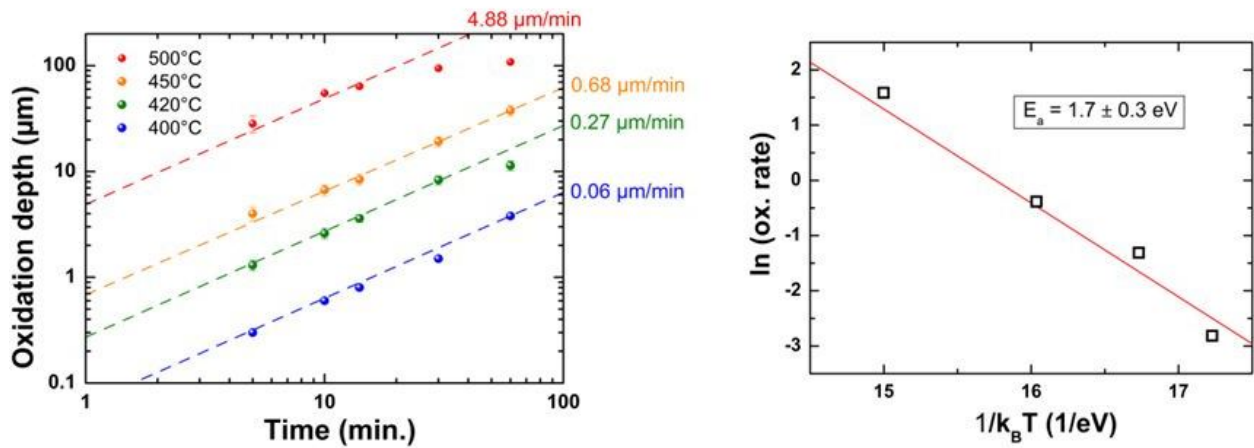 4.88 µm/min
500°C
450°C
420°C
400°C
0.68 µm/min
0.27 µm/min
0.06 µm/min
100
10
1
0.1
1
10
100
Oxidation depth (µm)
Time (min.)
E_a = 1.7 ± 0.3 eV
2
1
0
-1
-2
-3
15
16
17
ln (ox. rate)
1/k_BT (1/eV)